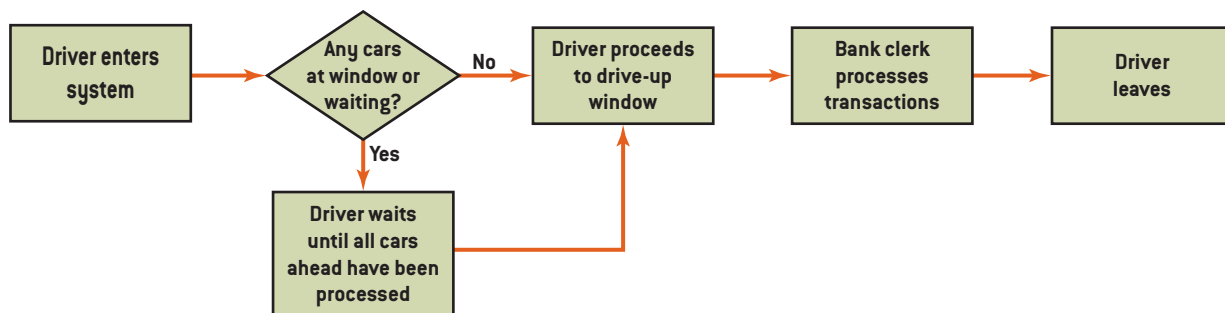 Driver enters
system
Any cars
at window or
waiting?
No
Yes
Driver waits
until all cars
ahead have been
processed
Driver proceeds
to drive-up
window
Bank clerk
processes
transactions
Driver
leaves